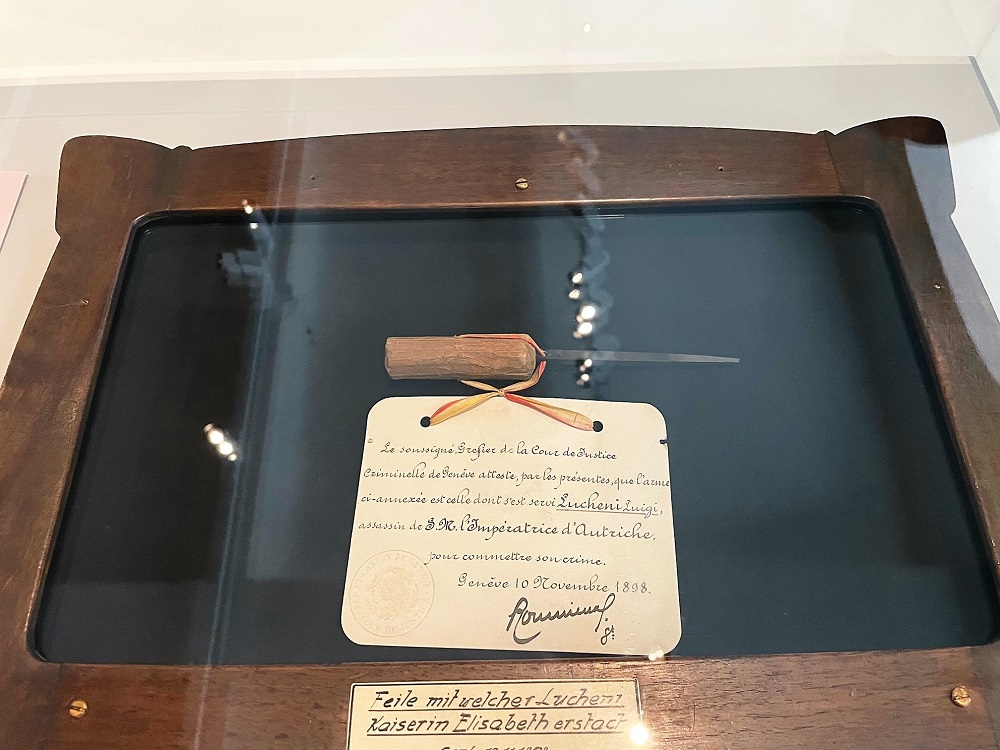 Le soussigné, Greffier de la Cour de Justice
Criminelle de Genève atteste, par les présentes, que l'arme
ci-annexée est celle dont s'est servi Lucheni Luigi,
assassin de S.M. l'Impératrice d'Autriche,
pour commettre son crime.
Genève 10 Novembre 1898.
Feile mit welcher Lucheni
Kaiserin Elisabeth erstach